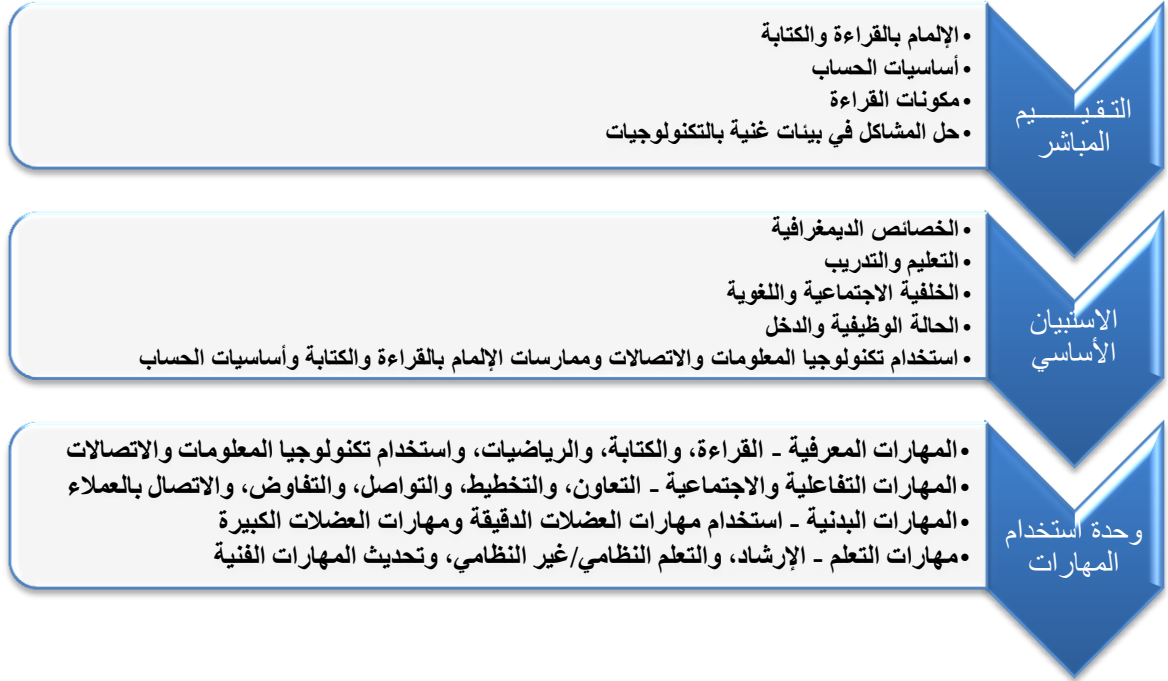 التقيـــــــيم
المباشر
•الإلمام بالقراءة والكتابة
•أساسيات الحساب
•مكونات القراءة
•حل المشاكل في بيئات غنية بالتكنولوجيات
الاستبيان
الأساسي
•الخصائص الديمغرافية
•التعليم والتدريب
•الخلفية الاجتماعية واللغوية
•الحالة الوظيفية والدخل
•استخدام تكنولوجيا المعلومات والاتصالات وممارسات الإلمام بالقراءة والكتابة وأساسيات الحساب
وحدة استخدام
المهارات
•المهارات المعرفية - القراءة، والكتابة، والرياضيات، واستخدام تكنولوجيا المعلومات والاتصالات
•المهارات التفاعلية والاجتماعية - التعاون، والتخطيط، والتواصل، والتفاوض، والاتصال بالعملاء
•المهارات البدنية - استخدام مهارات العضلات الدقيقة ومهارات العضلات الكبيرة
•مهارات التعلم - الإرشاد، والتعلم النظامي/غير النظامي، وتحديث المهارات الفنية